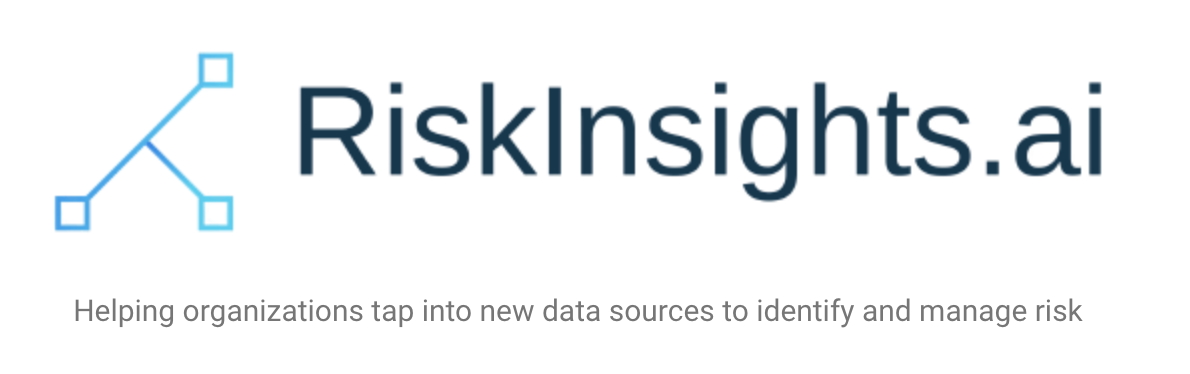 RiskInsights.ai
Helping organizations tap into new data sources to identify and manage risk